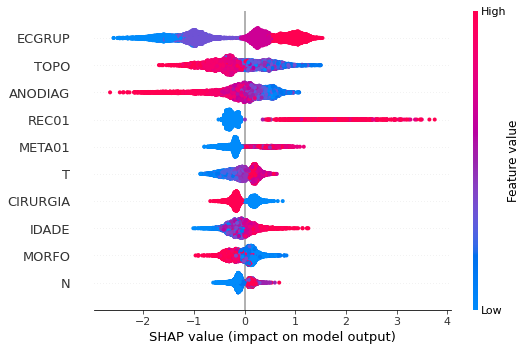 High
ECGRUP
TOPO
ANODIAG
REC01
META01
T
CIRURGIA
IDADE
MORFO
N
Feature value
Low
−2 −1 0 1 2 3 4
SHAP value (impact on model output)